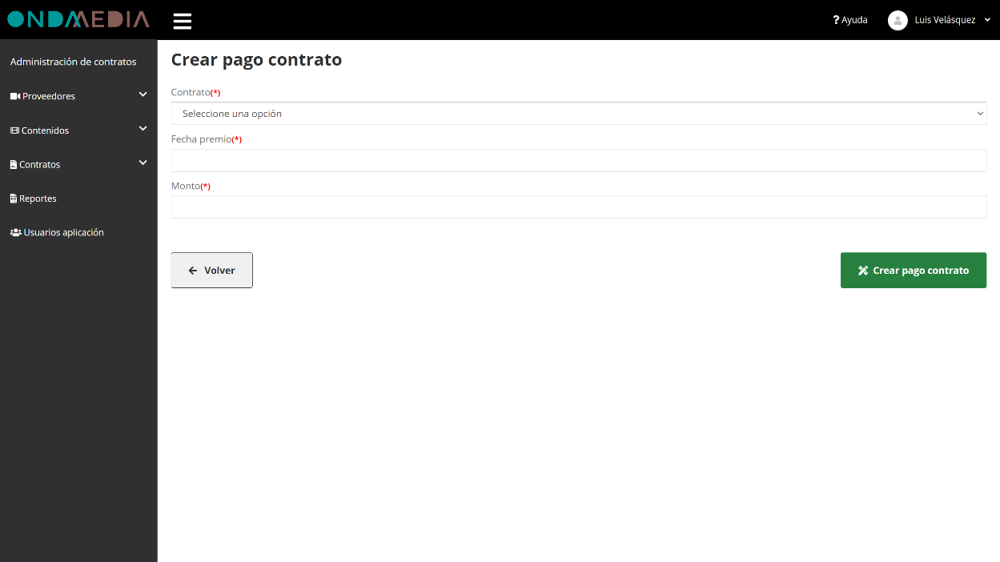 ONDAMEDIA
Ayuda
Luis Velásquez
Administración de contratos
Proveedores
Contenidos
Contratos
Reportes
Usuarios aplicación
Crear pago contrato
Contrato(*)
Seleccione una opción
Fecha premio(*)
Monto(*)
Volver
Crear pago contrato